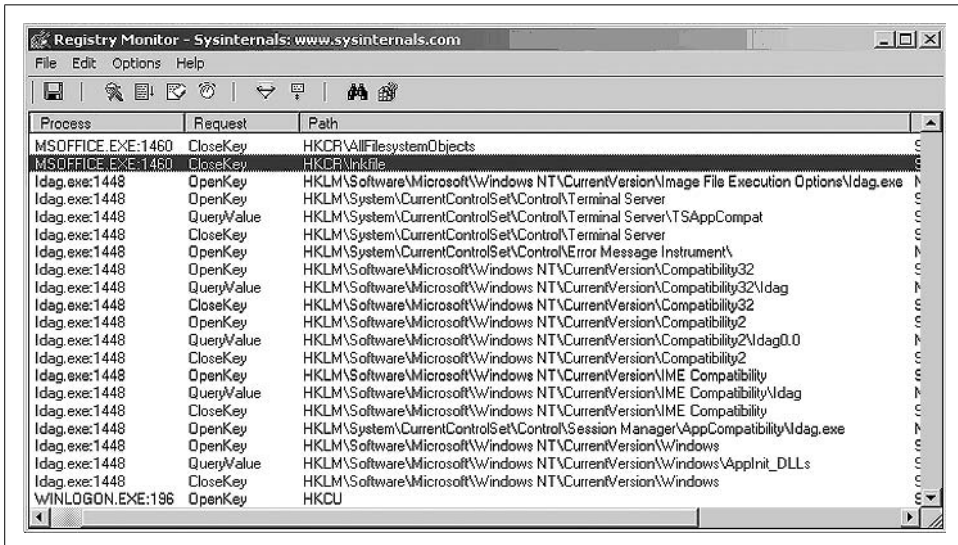 Registry Monitor - Sysinternals: www.sysinternals.com
File Edit Options Help
Process Request Path
MSOFFICE.EXE:1460 CloseKey HKCR\AllFilesystemObjects S
MSOFFICE.EXE:1460 CloseKey HKCR\lnkfile S
Idag.exe:1448 OpenKey HKLM\Software\Microsoft\Windows NT\CurrentVersion\Image File Execution Options\Idag.exe N
Idag.exe:1448 OpenKey HKLM\System\CurrentControlSet\Control\Terminal Server S
Idag.exe:1448 QueryValue HKLM\System\CurrentControlSet\Control\Terminal Server\TSAppCompat S
Idag.exe:1448 CloseKey HKLM\System\CurrentControlSet\Control\Terminal Server S
Idag.exe:1448 OpenKey HKLM\System\CurrentControlSet\Control\Error Message Instrument\ N
Idag.exe:1448 OpenKey HKLM\Software\Microsoft\Windows NT\CurrentVersion\Compatibility32 S
Idag.exe:1448 QueryValue HKLM\Software\Microsoft\Windows NT\CurrentVersion\Compatibility32\Idag N
Idag.exe:1448 CloseKey HKLM\Software\Microsoft\Windows NT\CurrentVersion\Compatibility32 S
Idag.exe:1448 OpenKey HKLM\Software\Microsoft\Windows NT\CurrentVersion\Compatibility2 S
Idag.exe:1448 QueryValue HKLM\Software\Microsoft\Windows NT\CurrentVersion\Compatibility2\Idag0.0 N
Idag.exe:1448 CloseKey HKLM\Software\Microsoft\Windows NT\CurrentVersion\Compatibility2 S
Idag.exe:1448 OpenKey HKLM\Software\Microsoft\Windows NT\CurrentVersion\IME Compatibility S
Idag.exe:1448 QueryValue HKLM\Software\Microsoft\Windows NT\CurrentVersion\IME Compatibility\Idag N
Idag.exe:1448 CloseKey HKLM\Software\Microsoft\Windows NT\CurrentVersion\IME Compatibility S
Idag.exe:1448 OpenKey HKLM\System\CurrentControlSet\Control\Session Manager\AppCompatibility\Idag.exe N
Idag.exe:1448 OpenKey HKLM\Software\Microsoft\Windows NT\CurrentVersion\Windows S
Idag.exe:1448 QueryValue HKLM\Software\Microsoft\Windows NT\CurrentVersion\Windows\AppInit_DLLs S
Idag.exe:1448 CloseKey HKLM\Software\Microsoft\Windows NT\CurrentVersion\Windows S
WINLOGON.EXE:196 OpenKey HKCU S